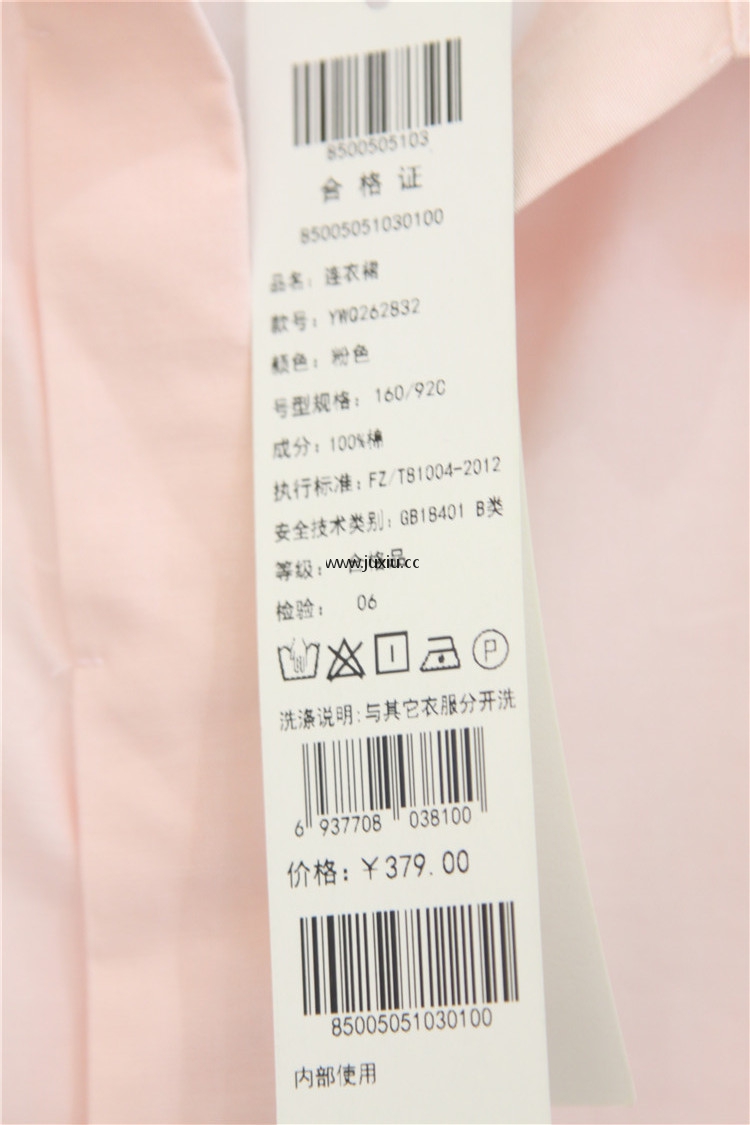 8500505103
合格证
85005051030100
品名：连衣裙
款号：YWQ262832
颜色：粉色
号型规格：160/92C
成分：100%棉
执行标准：FZ/T81004-2012
安全技术类别：GB18401 B类
等级：合格品
www.juxiu.cc
检验：06
P
洗涤说明:与其它衣服分开洗
6 937708 038100
价格：￥379.00
85005051030100
内部使用